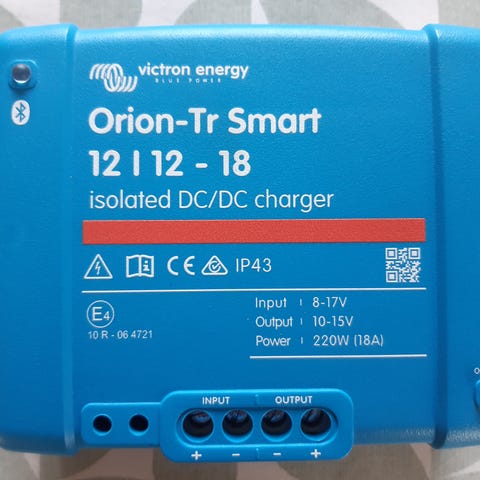 victron energy
BLUE POWER
Orion-Tr Smart
12 | 12 - 18
isolated DC/DC charger
CE IP43
E4
10 R - 06 4721
Input : 8-17V
Output : 10-15V
Power : 220W (18A)
INPUT OUTPUT
+ - - +